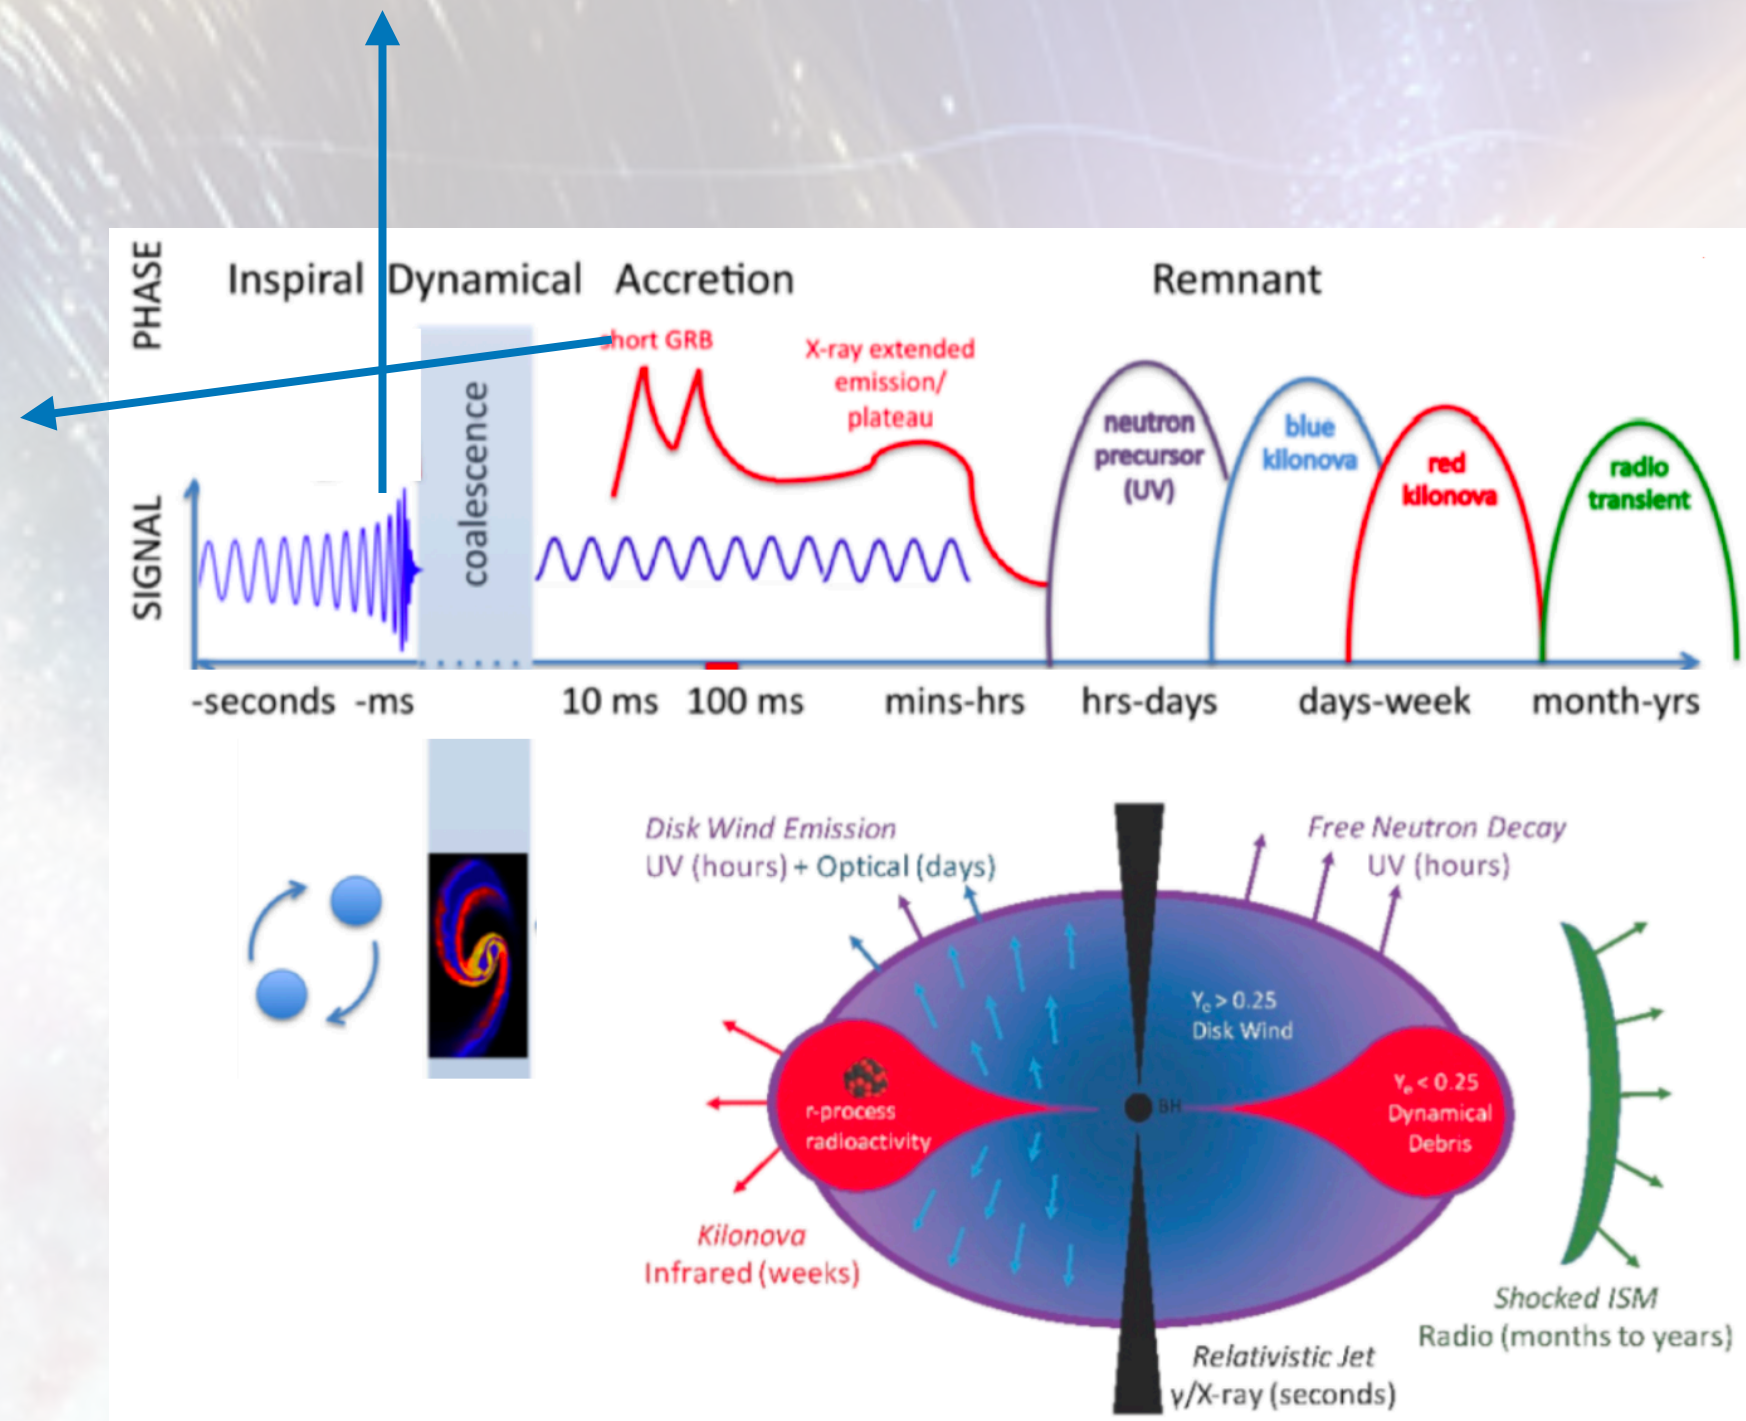 PHASE
Inspiral
Dynamical
Accretion
Remnant
short GRB
X-ray extended
emission/
plateau
coalescence
SIGNAL
neutron
precursor
(UV)
blue
kilonova
red
kilonova
radio
transient
-seconds
-ms
10 ms
100 ms
mins-hrs
hrs-days
days-week
month-yrs
Disk Wind Emission
UV (hours) + Optical (days)
Free Neutron Decay
UV (hours)
Yₑ > 0.25
Disk Wind
r-process
radioactivity
BH
Yₑ < 0.25
Dynamical
Debris
Kilonova
Infrared (weeks)
Shocked ISM
Radio (months to years)
Relativistic Jet
γ/X-ray (seconds)